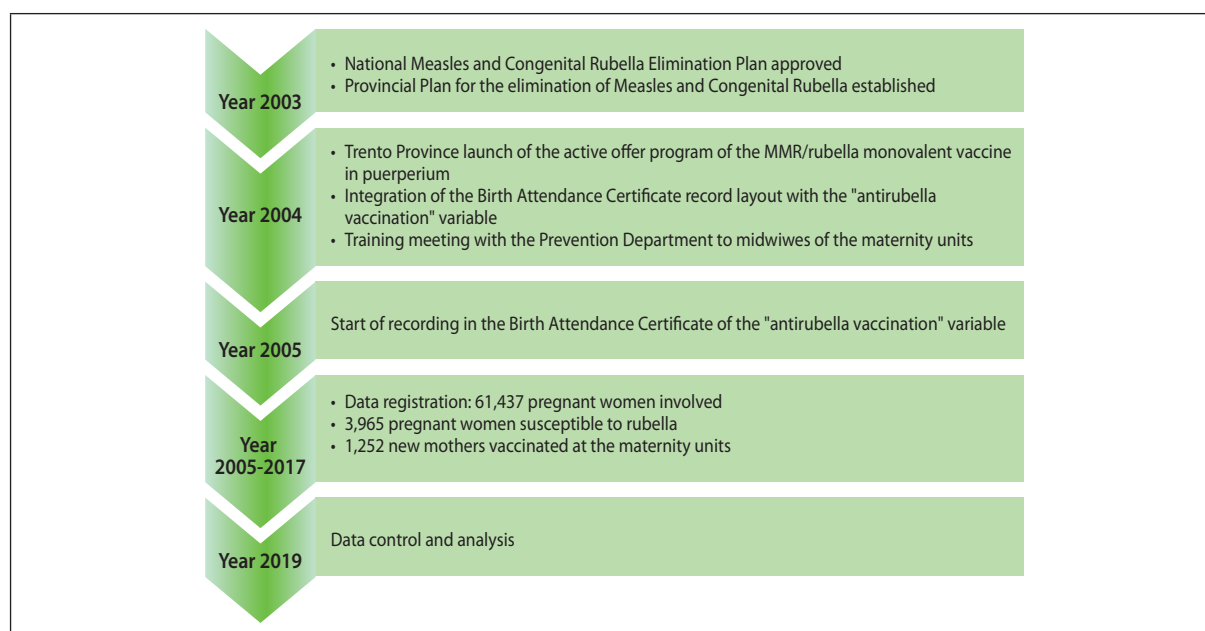 Year 2003
• National Measles and Congenital Rubella Elimination Plan approved
• Provincial Plan for the elimination of Measles and Congenital Rubella established
Year 2004
• Trento Province launch of the active offer program of the MMR/rubella monovalent vaccine
in puerperium
• Integration of the Birth Attendance Certificate record layout with the "antirubella
vaccination" variable
• Training meeting with the Prevention Department to midwiwes of the maternity units
Year 2005
Start of recording in the Birth Attendance Certificate of the "antirubella vaccination" variable
Year
2005-2017
• Data registration: 61,437 pregnant women involved
• 3,965 pregnant women susceptible to rubella
• 1,252 new mothers vaccinated at the maternity units
Year 2019
Data control and analysis